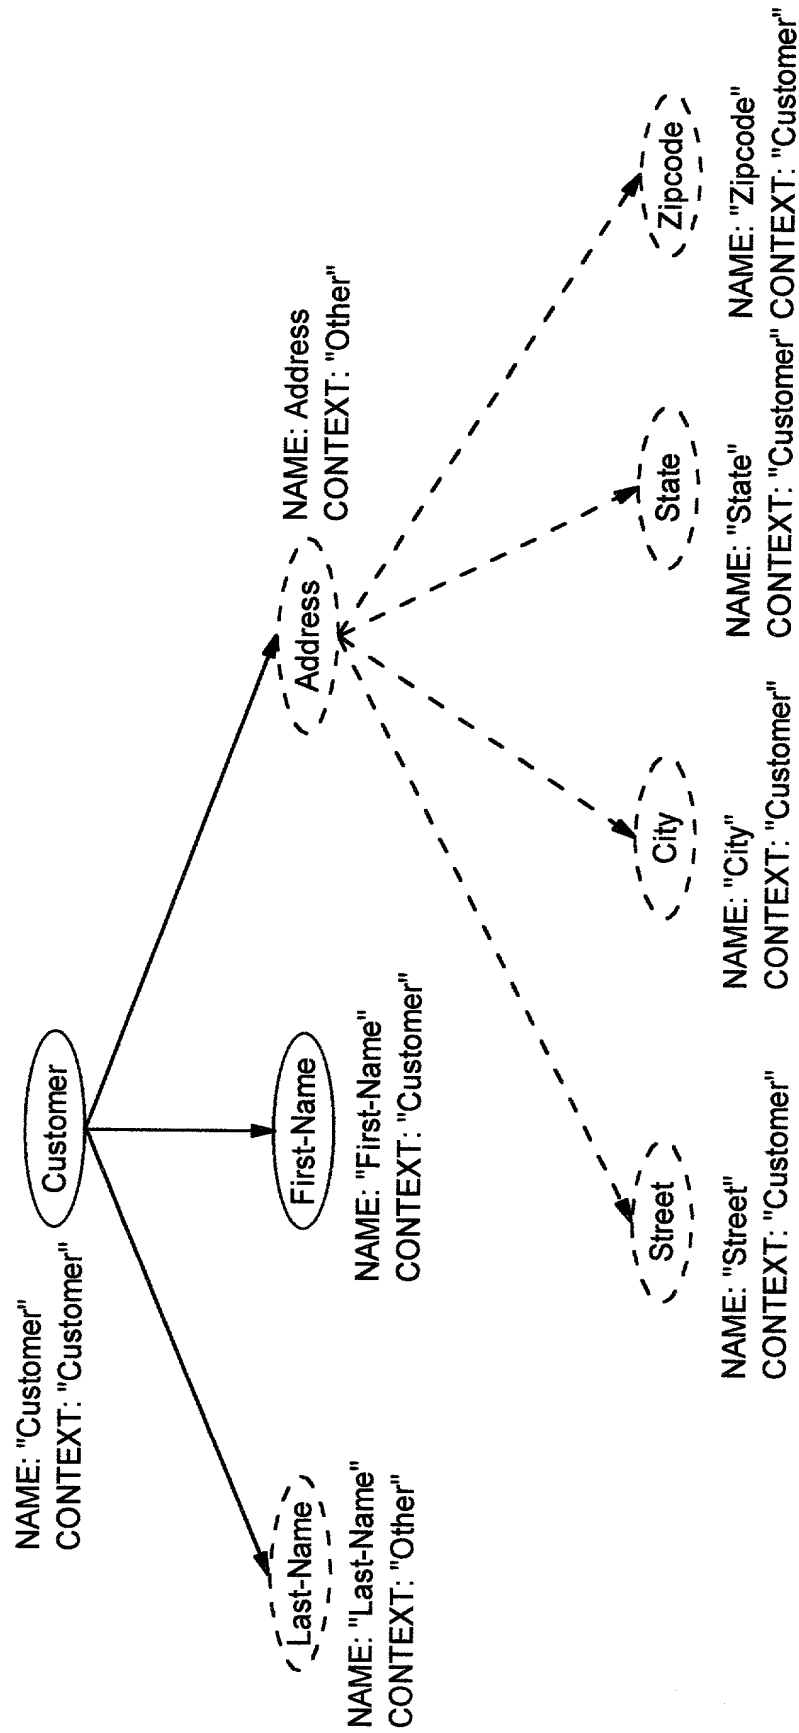 NAME: "Customer"
CONTEXT: "Customer"
Customer
Last-Name
NAME: "Last-Name"
CONTEXT: "Other"
First-Name
NAME: "First-Name"
CONTEXT: "Customer"
Address
NAME: Address
CONTEXT: "Other"
Street
NAME: "Street"
CONTEXT: "Customer"
City
NAME: "City"
CONTEXT: "Customer"
State
NAME: "State"
CONTEXT: "Customer"
Zipcode
NAME: "Zipcode"
CONTEXT: "Customer"